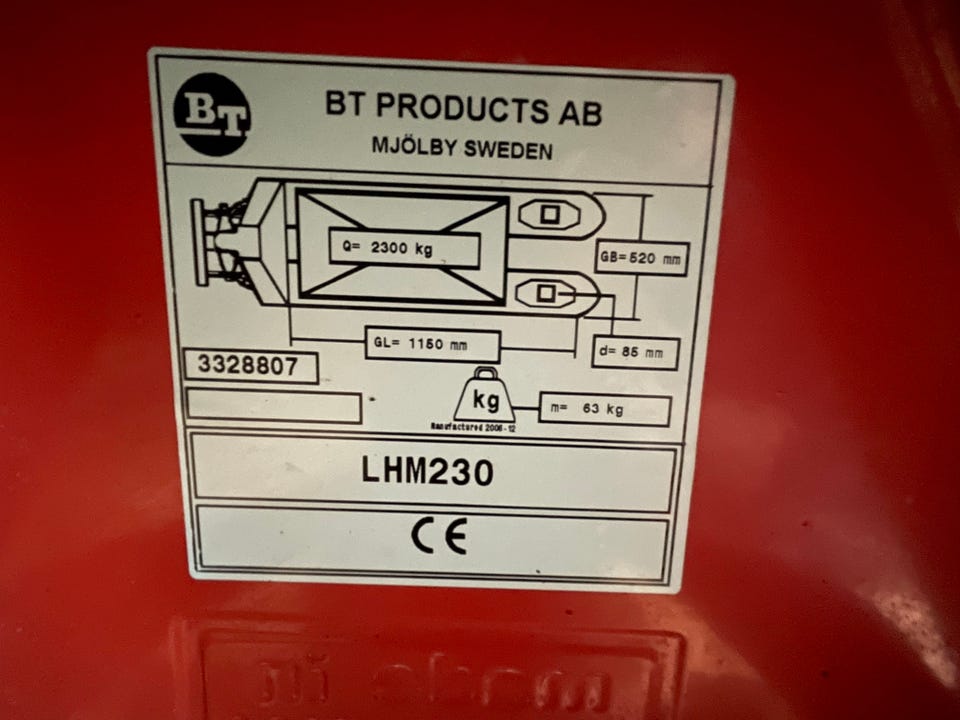 BT
BT PRODUCTS AB
MJÖLBY SWEDEN
Q= 2300 kg
GB=520 mm
GL= 1150 mm
d= 85 mm
3328807
kg
m= 63 kg
Manufactured 2006-12
LHM230
CE